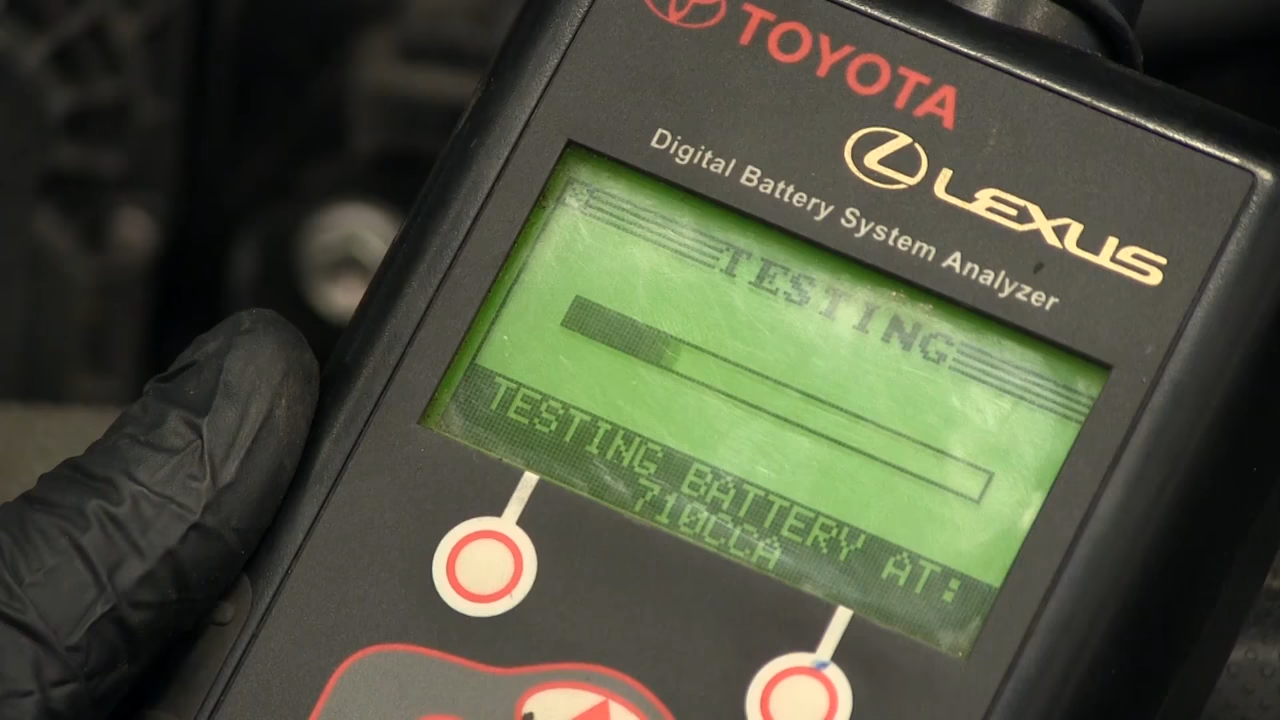 TOYOTA
LEXUS
Digital Battery System Analyzer
TESTING
TESTING BATTERY AT:
710CCA